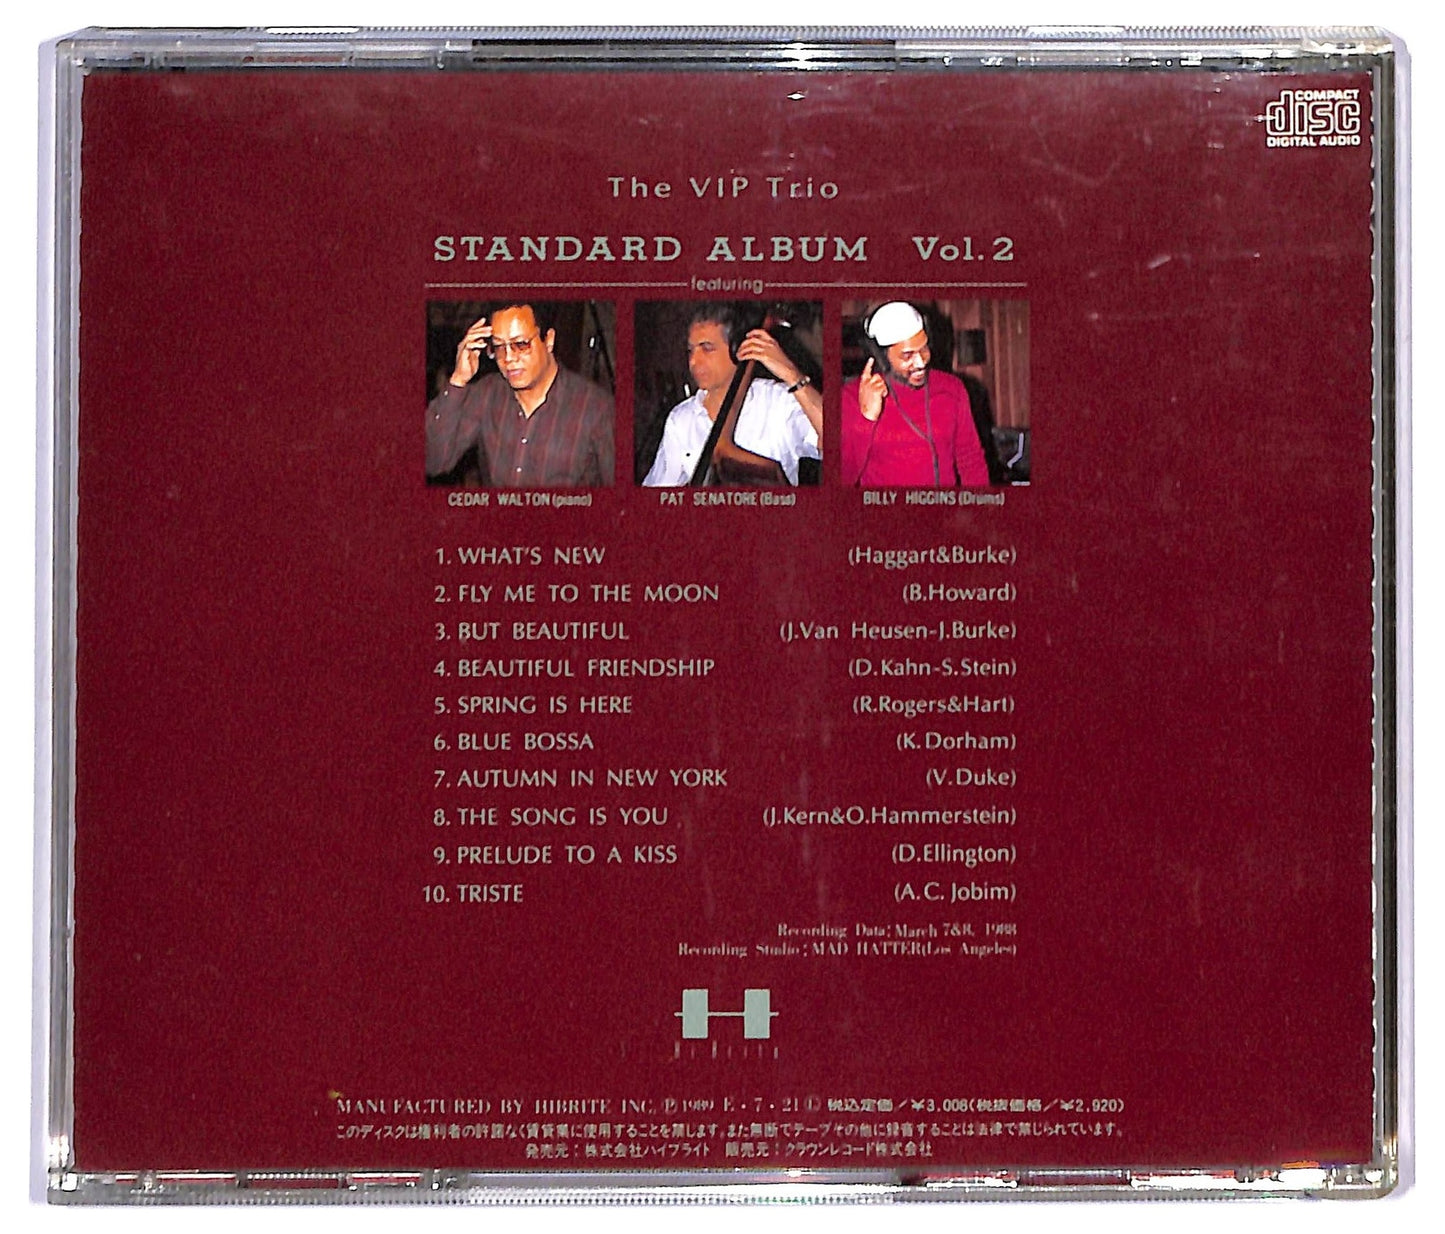 COMPACT
disc
DIGITAL AUDIO
The VIP Trio
STANDARD ALBUM Vol.2
featuring
CEDAR WALTON(piano) PAT SENATORE(Bass) BILLY HIGGINS(Drums)
1. WHAT'S NEW (Haggart&Burke)
2. FLY ME TO THE MOON (B.Howard)
3. BUT BEAUTIFUL (J.Van Heusen-J.Burke)
4. BEAUTIFUL FRIENDSHIP (D.Kahn-S.Stein)
5. SPRING IS HERE (R.Rogers&Hart)
6. BLUE BOSSA (K.Dorham)
7. AUTUMN IN NEW YORK (V.Duke)
8. THE SONG IS YOU (J.Kern&O.Hammerstein)
9. PRELUDE TO A KISS (D.Ellington)
10. TRISTE (A.C.Jobim)
Recording Data; March 7&8, 1988
Recording Studio; MAD HATTER(Los Angeles)
H
MANUFACTURED BY HIBRITE INC. Ⓟ1989 E・7・21 税込定価／¥3,008(税抜価格／¥2,920)
このディスクは権利者の許諾なく賃貸業に使用することを禁じます。また無断でテープその他に録音することは法律で禁じられています。
発売元；株式会社ハイブライト 販売元；クラウンレコード株式会社